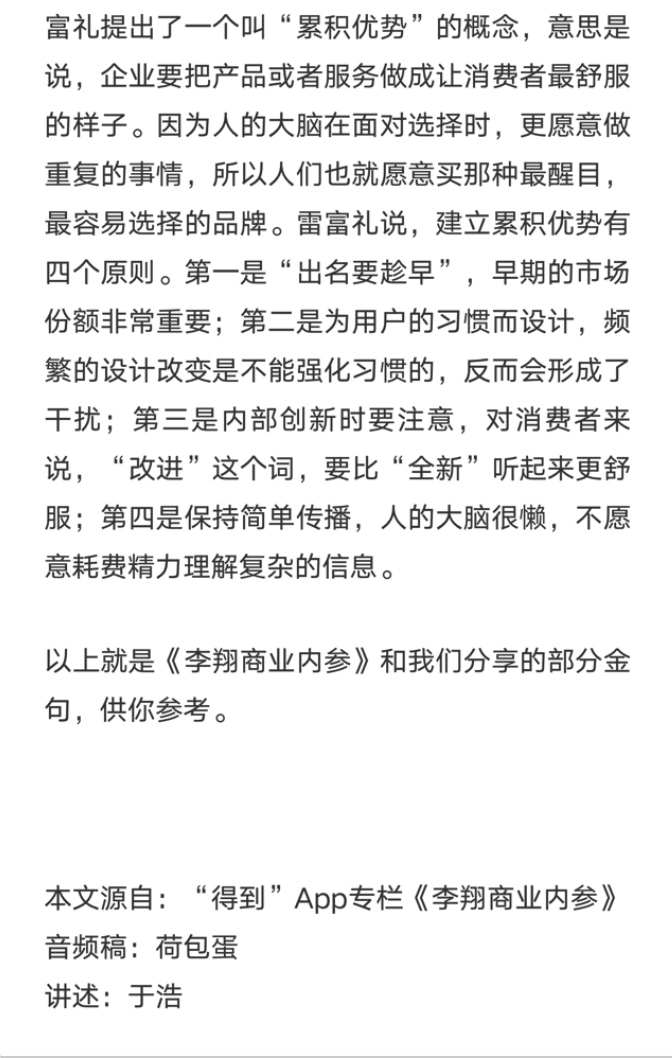 富礼提出了一个叫“累积优势”的概念，意思是
说，企业要把产品或者服务做成让消费者最舒服
的样子。因为人的大脑在面对选择时，更愿意做
重复的事情，所以人们也就愿意买那种最醒目，
最容易选择的品牌。雷富礼说，建立累积优势有
四个原则。第一是“出名要趁早”，早期的市场
份额非常重要；第二是为用户的习惯而设计，频
繁的设计改变是不能强化习惯的，反而会形成了
干扰；第三是内部创新时要注意，对消费者来
说，“改进”这个词，要比“全新”听起来更舒
服；第四是保持简单传播，人的大脑很懒，不愿
意耗费精力理解复杂的信息。
以上就是《李翔商业内参》和我们分享的部分金
句，供你参考。
本文源自：“得到”App专栏《李翔商业内参》
音频稿：荷包蛋
讲述：于浩